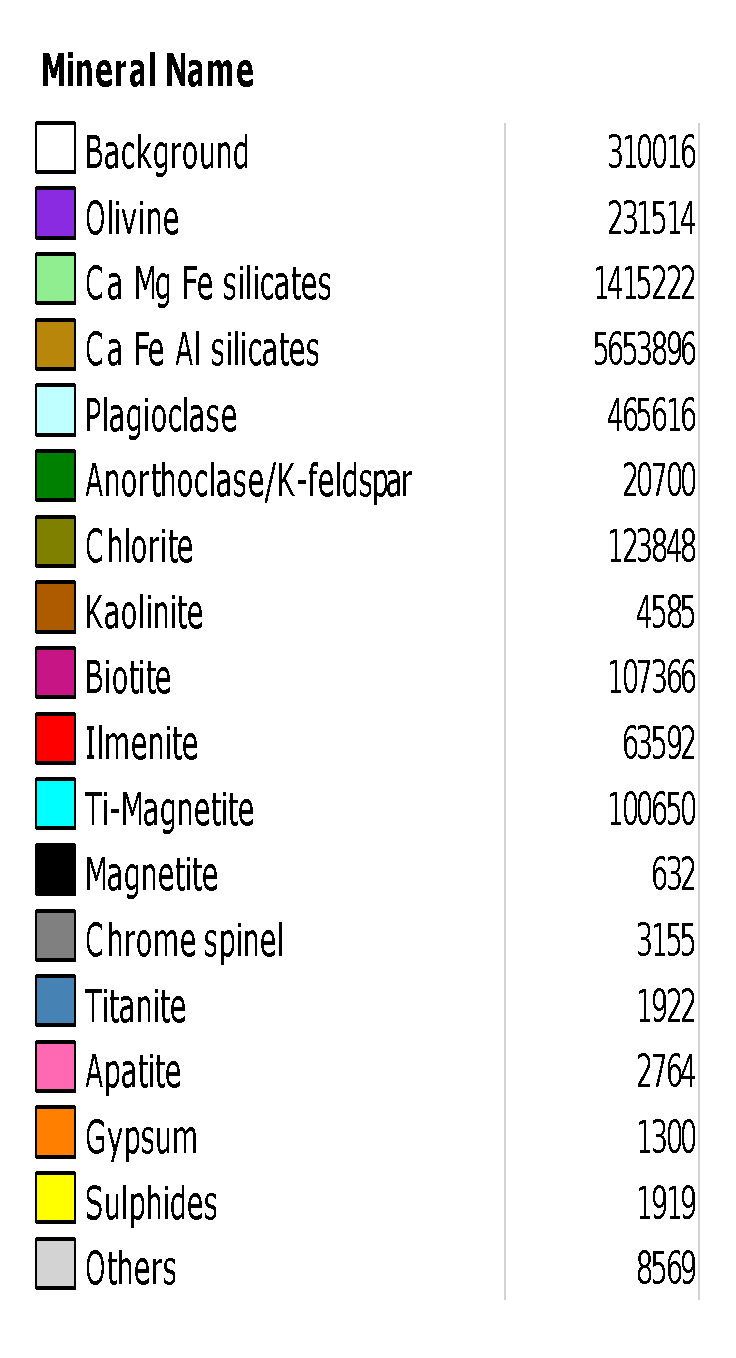 Mineral Name
Background 310016
Olivine 231514
Ca Mg Fe silicates 1415222
Ca Fe Al silicates 5653896
Plagioclase 465616
Anorthoclase/K-feldspar 20700
Chlorite 123848
Kaolinite 4585
Biotite 107366
Ilmenite 63592
Ti-Magnetite 100650
Magnetite 632
Chrome spinel 3155
Titanite 1922
Apatite 2764
Gypsum 1300
Sulphides 1919
Others 8569